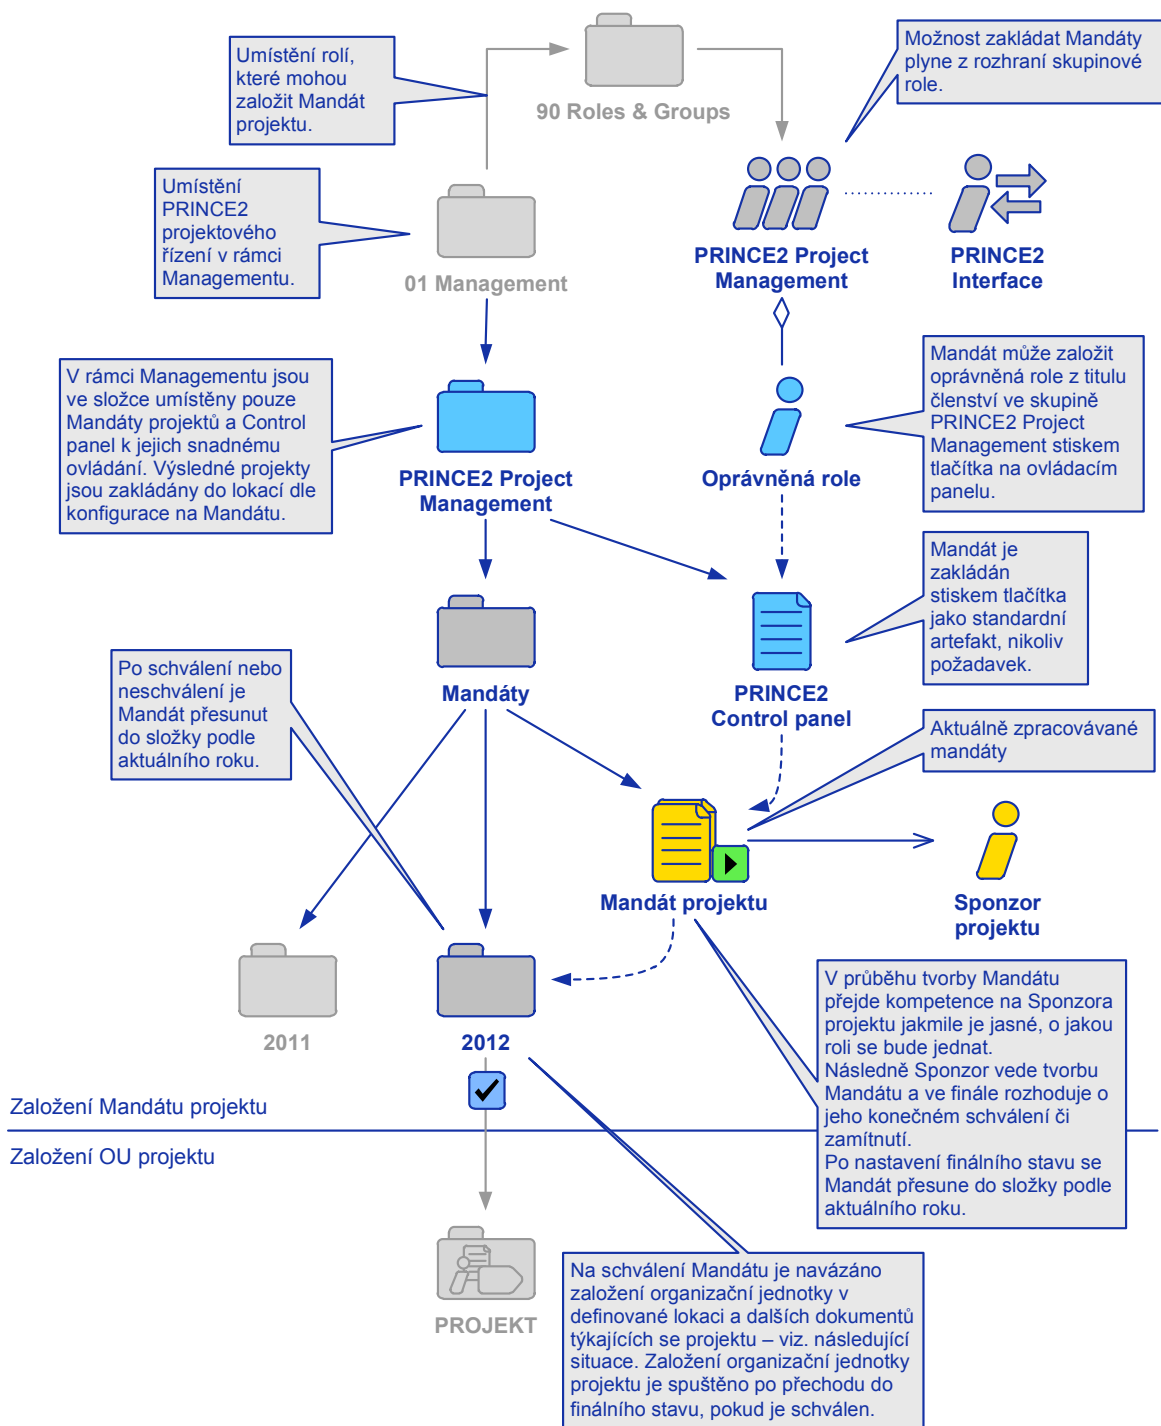 Umístění rolí,
které mohou
založit Mandát
projektu.
90 Roles & Groups
Možnost zakládat Mandáty
plyne z rozhraní skupinové
role.
Umístění
PRINCE2
projektového
řízení v rámci
Managementu.
01 Management
PRINCE2 Project
Management
PRINCE2
Interface
V rámci Managementu jsou
ve složce umístěny pouze
Mandáty projektů a Control
panel k jejich snadnému
ovládání. Výsledné projekty
jsou zakládány do lokací dle
konfigurace na Mandátu.
PRINCE2 Project
Management
Oprávněná role
Mandát může založit
oprávněná role z titulu
členství ve skupině
PRINCE2 Project
Management stiskem
tlačítka na ovládacím
panelu.
Mandát je
zakládán
stiskem tlačítka
jako standardní
artefakt, nikoliv
požadavek.
Po schválení nebo
neschválení je
Mandát přesunut
do složky podle
aktuálního roku.
Mandáty
PRINCE2
Control panel
Aktuálně zpracovávané
mandáty
Mandát projektu
Sponzor
projektu
2011
2012
V průběhu tvorby Mandátu
přejde kompetence na Sponzora
projektu jakmile je jasné, o jakou
roli se bude jednat.
Následně Sponzor vede tvorbu
Mandátu a ve finále rozhoduje o
jeho konečném schválení či
zamítnutí.
Po nastavení finálního stavu se
Mandát přesune do složky podle
aktuálního roku.
Založení Mandátu projektu
Založení OU projektu
PROJEKT
Na schválení Mandátu je navázáno
založení organizační jednotky v
definované lokaci a dalších dokumentů
týkajících se projektu – viz. následující
situace. Založení organizační jednotky
projektu je spuštěno po přechodu do
finálního stavu, pokud je schválen.